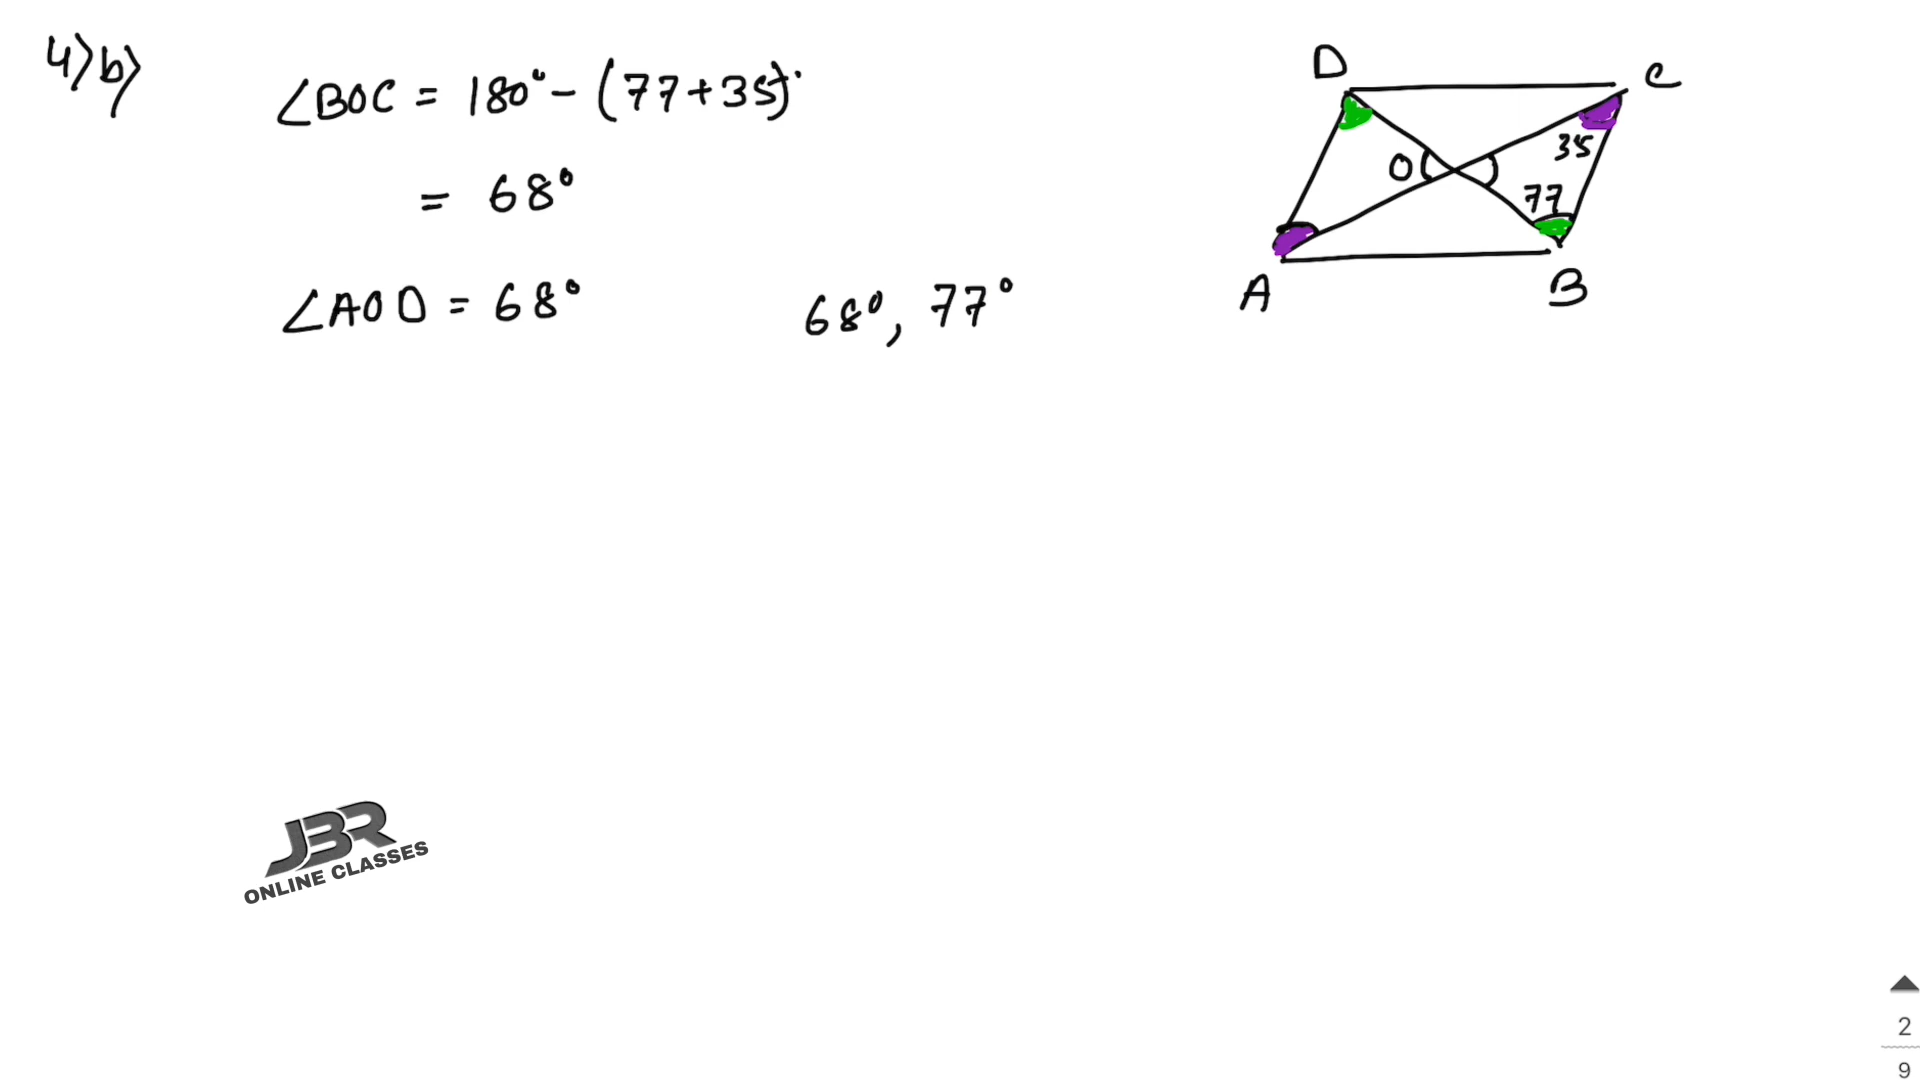 4) b)
∠BOC = 180° - (77+35)°
= 68°
∠AOD = 68°
68°, 77°
D
C
O
35
77
A
B
JBR
ONLINE CLASSES
2
9